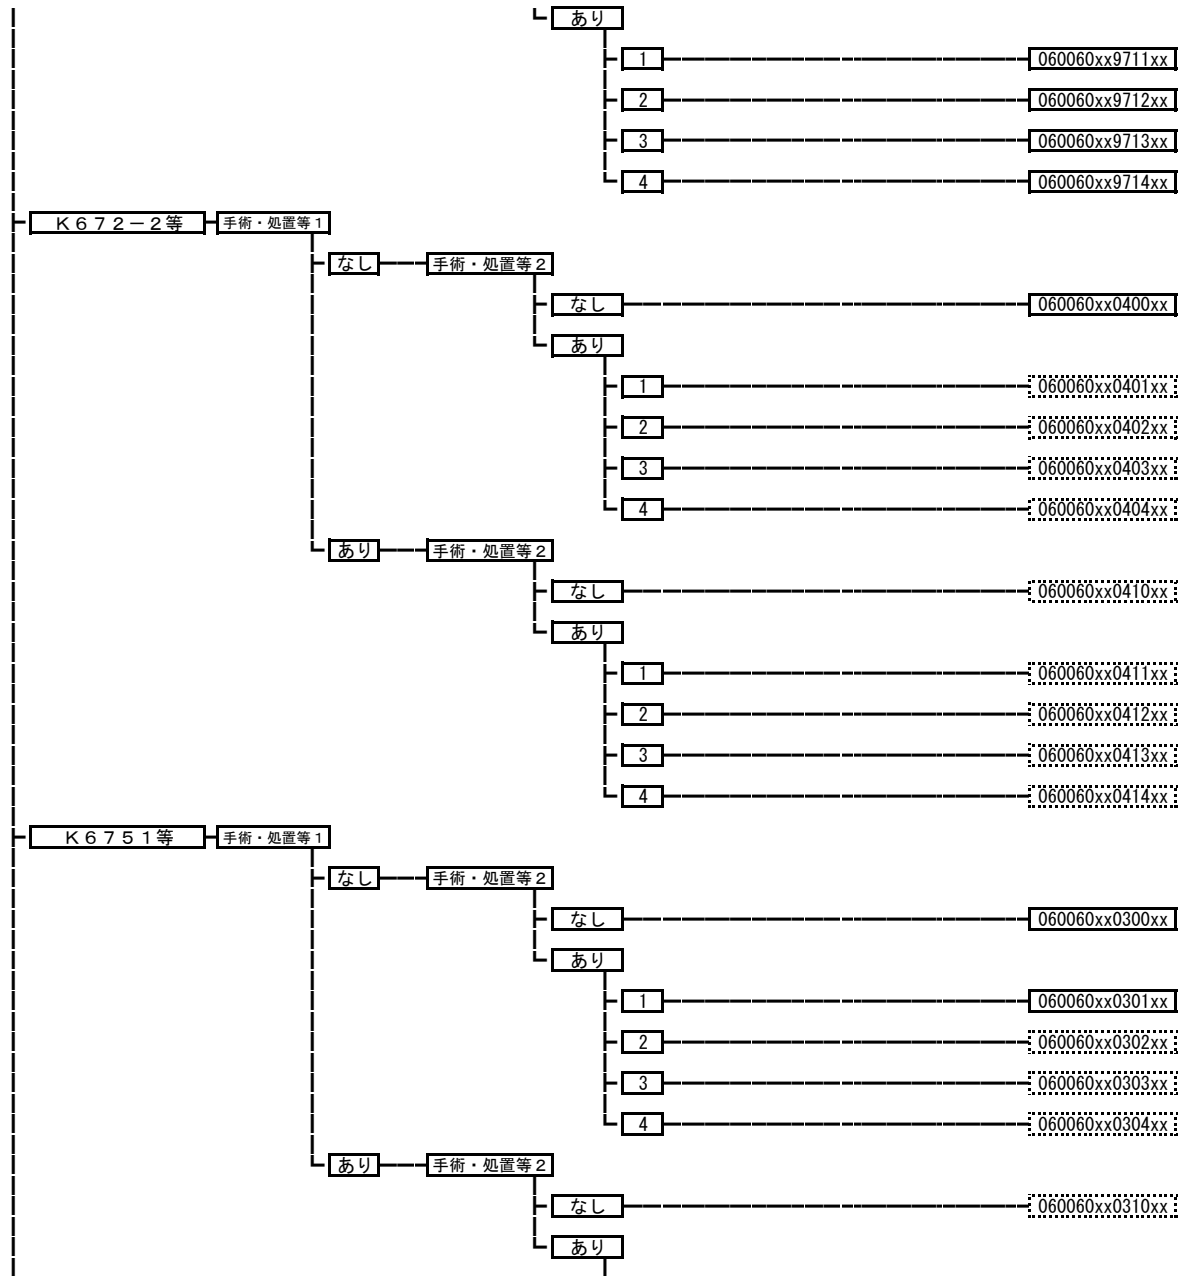 あり
1 060060xx9711xx
2 060060xx9712xx
3 060060xx9713xx
4 060060xx9714xx
K672－2等 手術・処置等1
なし 手術・処置等2
なし 060060xx0400xx
あり
1 060060xx0401xx
2 060060xx0402xx
3 060060xx0403xx
4 060060xx0404xx
あり 手術・処置等2
なし 060060xx0410xx
あり
1 060060xx0411xx
2 060060xx0412xx
3 060060xx0413xx
4 060060xx0414xx
K6751等 手術・処置等1
なし 手術・処置等2
なし 060060xx0300xx
あり
1 060060xx0301xx
2 060060xx0302xx
3 060060xx0303xx
4 060060xx0304xx
あり 手術・処置等2
なし 060060xx0310xx
あり